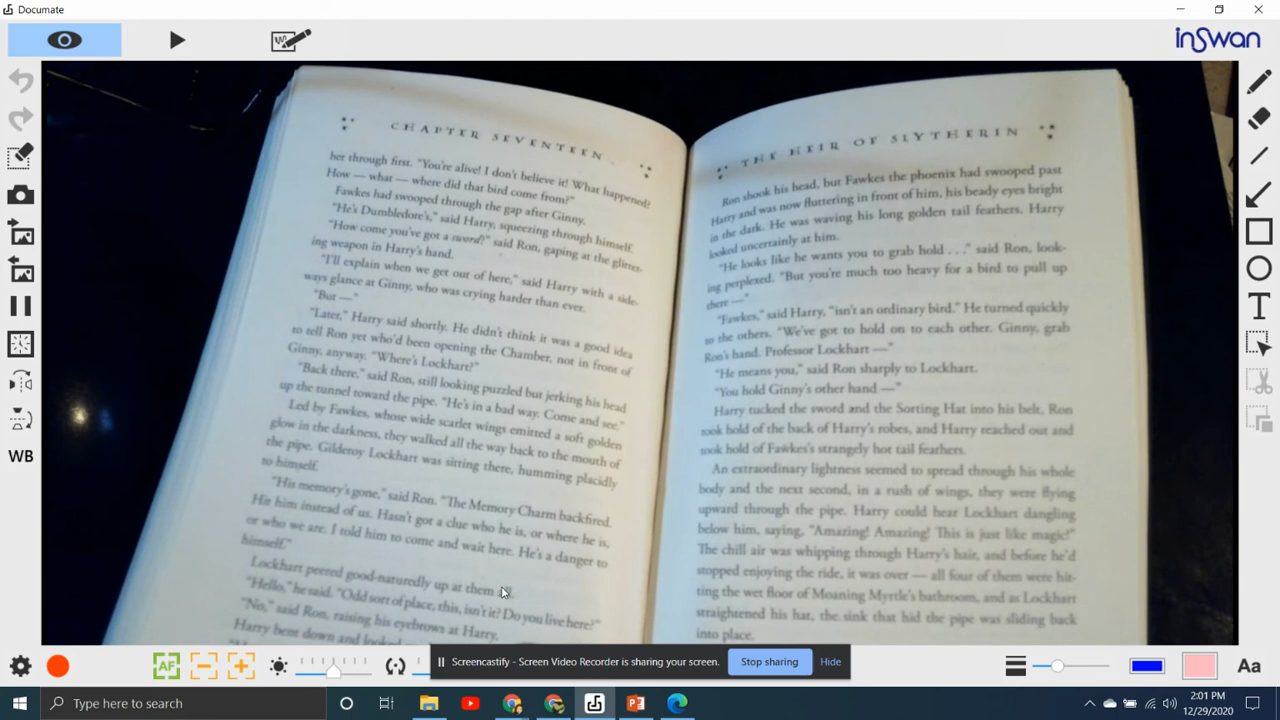 Documate
inSwan
CHAPTER SEVENTEEN
her through first. "You're alive! I don't believe it! What happened?
How — what — where did that bird come from?"
Fawkes had swooped through the gap after Ginny.
"He's Dumbledore's," said Harry, squeezing through himself.
"How come you've got a sword?" said Ron, gaping at the glitter-
ing weapon in Harry's hand.
"I'll explain when we get out of here," said Harry with a side-
ways glance at Ginny, who was crying harder than ever.
"But —"
"Later," Harry said shortly. He didn't think it was a good idea
to tell Ron yet who'd been opening the Chamber, not in front of
Ginny, anyway. "Where's Lockhart?"
"Back there," said Ron, still looking puzzled but jerking his head
up the tunnel toward the pipe. "He's in a bad way. Come and see."
Led by Fawkes, whose wide scarlet wings emitted a soft golden
glow in the darkness, they walked all the way back to the mouth of
the pipe. Gilderoy Lockhart was sitting there, humming placidly
to himself.
"His memory's gone," said Ron. "The Memory Charm backfired.
Hit him instead of us. Hasn't got a clue who he is, or where he is,
or who we are. I told him to come and wait here. He's a danger to
himself."
Lockhart peered good-naturedly up at them
"Hello," he said. "Odd sort of place, this, isn't it? Do you live here?"
"No," said Ron, raising his eyebrows at Harry.
Harry bent down and looked
THE HEIR OF SLYTHERIN
Ron shook his head, but Fawkes the phoenix had swooped past
Harry and was now fluttering in front of him, his beady eyes bright
in the dark. He was waving his long golden tail feathers. Harry
looked uncertainly at him.
"He looks like he wants you to grab hold . . ." said Ron, look-
ing perplexed. "But you're much too heavy for a bird to pull up
there —"
"Fawkes," said Harry, "isn't an ordinary bird." He turned quickly
to the others. "We've got to hold on to each other. Ginny, grab
Ron's hand. Professor Lockhart —"
"He means you," said Ron sharply to Lockhart.
"You hold Ginny's other hand —"
Harry tucked the sword and the Sorting Hat into his belt, Ron
took hold of the back of Harry's robes, and Harry reached out and
took hold of Fawkes's strangely hot tail feathers.
An extraordinary lightness seemed to spread through his whole
body and the next second, in a rush of wings, they were flying
upward through the pipe. Harry could hear Lockhart dangling
below him, saying, "Amazing! Amazing! This is just like magic!"
The chill air was whipping through Harry's hair, and before he'd
stopped enjoying the ride, it was over — all four of them were hit-
ting the wet floor of Moaning Myrtle's bathroom, and as Lockhart
straightened his hat, the sink that hid the pipe was sliding back
into place.
WB
T
AF
Screencastify - Screen Video Recorder is sharing your screen.
Stop sharing
Hide
Aa
Type here to search
2:01 PM
12/29/2020